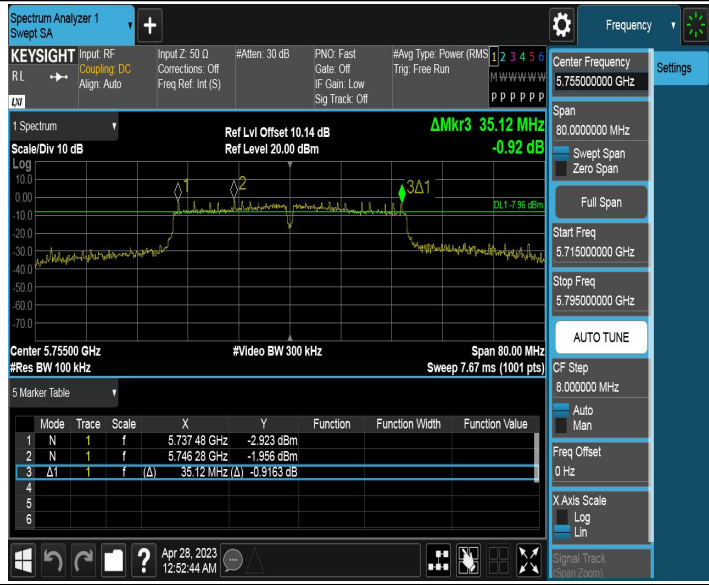 Spectrum Analyzer 1
Swept SA
Frequency
KEYSIGHT
RL
LXI
Input: RF
Coupling: DC
Align: Auto
Input Z: 50 Ω
Corrections: Off
Freq Ref: Int (S)
#Atten: 30 dB
PNO: Fast
Gate: Off
IF Gain: Low
Sig Track: Off
#Avg Type: Power (RMS
Trig: Free Run
1 2 3 4 5 6
M W W W W W
P P P P P P
Center Frequency
5.755000000 GHz
Settings
Span
80.0000000 MHz
Swept Span
Zero Span
Full Span
Start Freq
5.715000000 GHz
Stop Freq
5.795000000 GHz
AUTO TUNE
CF Step
8.000000 MHz
Auto
Man
Freq Offset
0 Hz
X Axis Scale
Log
Lin
Signal Track
(Span Zoom)
1 Spectrum
Scale/Div 10 dB
Ref Lvl Offset 10.14 dB
Ref Level 20.00 dBm
ΔMkr3 35.12 MHz
-0.92 dB
Log
10.0
0.00
-10.0
-20.0
-30.0
-40.0
-50.0
-60.0
-70.0
1
2
3Δ1
DL1 -7.96 dBm
Center 5.75500 GHz
#Res BW 100 kHz
#Video BW 300 kHz
Span 80.00 MHz
Sweep 7.67 ms (1001 pts)
5 Marker Table
Mode Trace Scale X Y Function Function Width Function Value
1 N 1 f 5.737 48 GHz -2.923 dBm
2 N 1 f 5.746 28 GHz -1.956 dBm
3 Δ1 1 f (Δ) 35.12 MHz (Δ) -0.9163 dB
4
5
6
Apr 28, 2023
12:52:44 AM